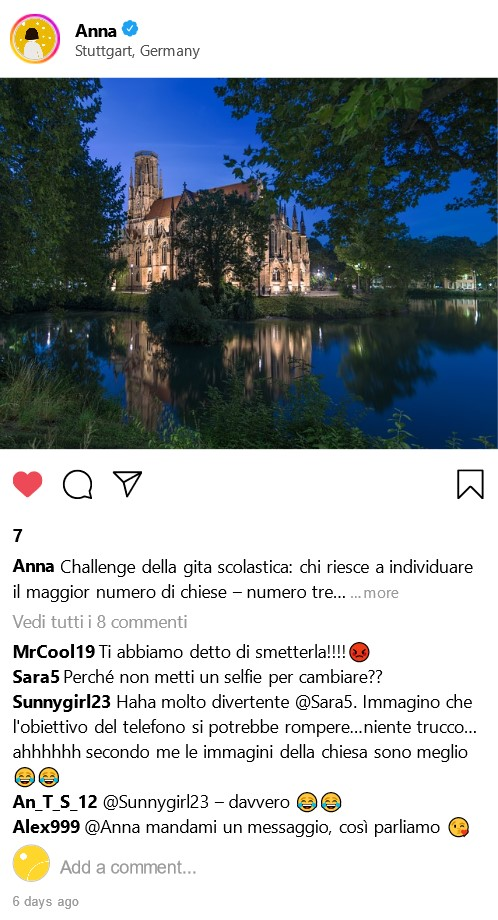 Anna
Stuttgart, Germany
7
Anna Challenge della gita scolastica: chi riesce a individuare
il maggior numero di chiese – numero tre... ...more
Vedi tutti i 8 commenti
MrCool19 Ti abbiamo detto di smetterla!!!!😡
Sara5 Perché non metti un selfie per cambiare??
Sunnygirl23 Haha molto divertente @Sara5. Immagino che
l'obiettivo del telefono si potrebbe rompere...niente trucco...
ahhhhhh secondo me le immagini della chiesa sono meglio
😂😂
An_T_S_12 @Sunnygirl23 – davvero 😂😂
Alex999 @Anna mandami un messaggio, così parliamo 😘
Add a comment...
6 days ago